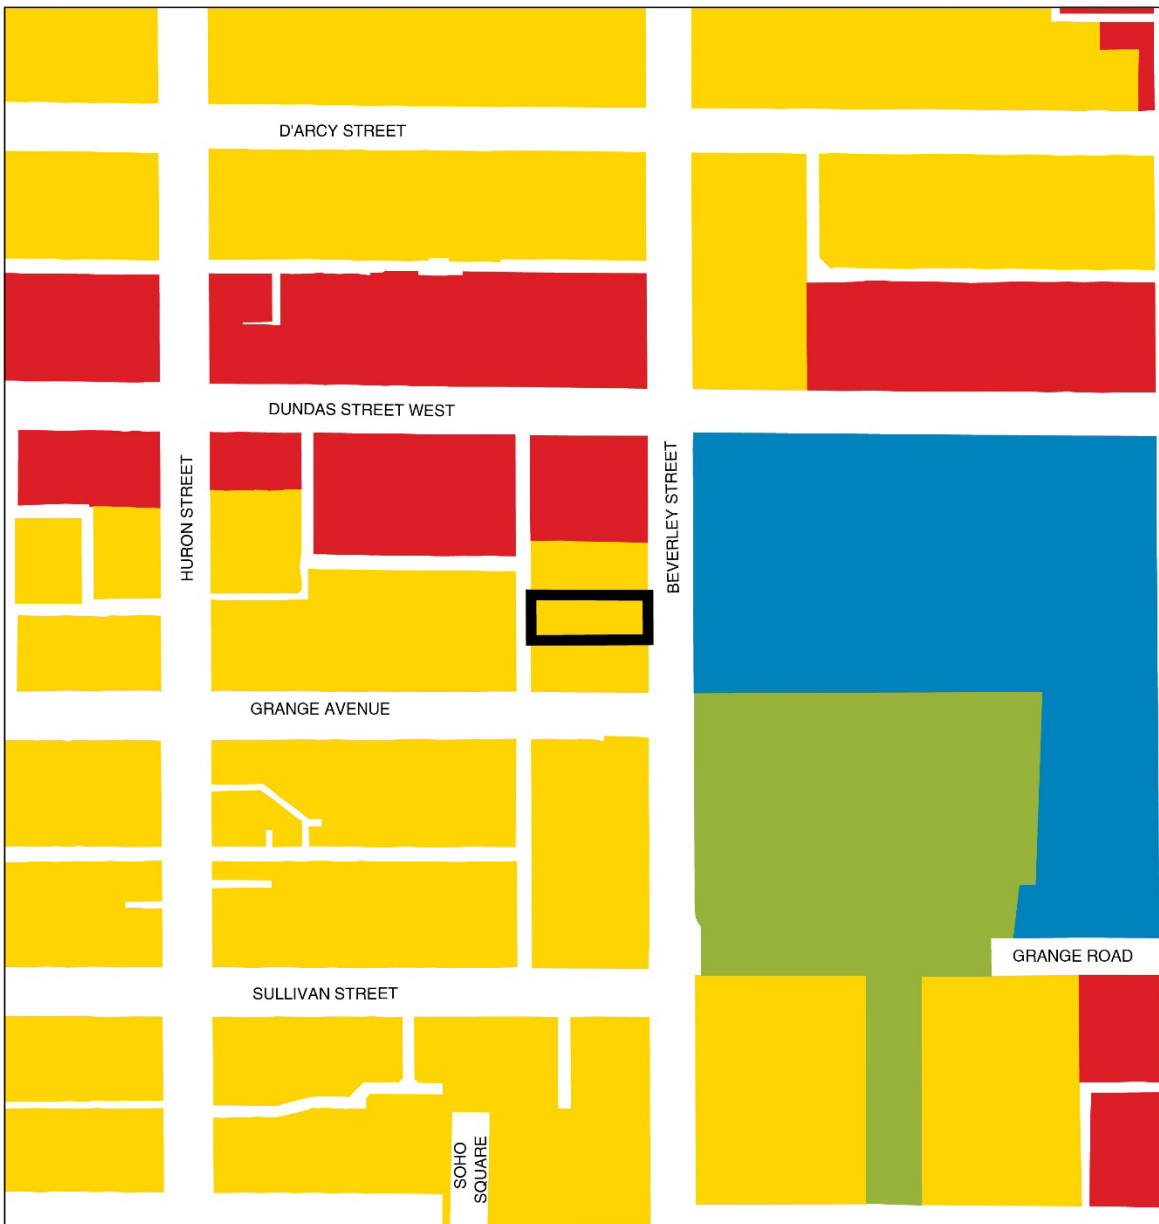 D'ARCY STREET
DUNDAS STREET WEST
HURON STREET
BEVERLEY STREET
GRANGE AVENUE
GRANGE ROAD
SULLIVAN STREET
SOHO
SQUARE